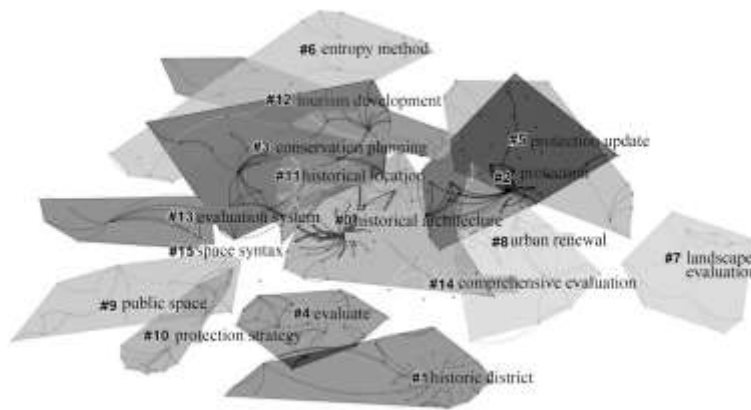 #6 entropy method
#12 tourism development
#5 protection update
#3 conservation planning
#11 historical location
#2 protection
#13 evaluation system
#0 historical architecture
#8 urban renewal
#15 space syntax
#7 landscape
evaluation
#14 comprehensive evaluation
#9 public space
#4 evaluate
#10 protection strategy
#1 historic district